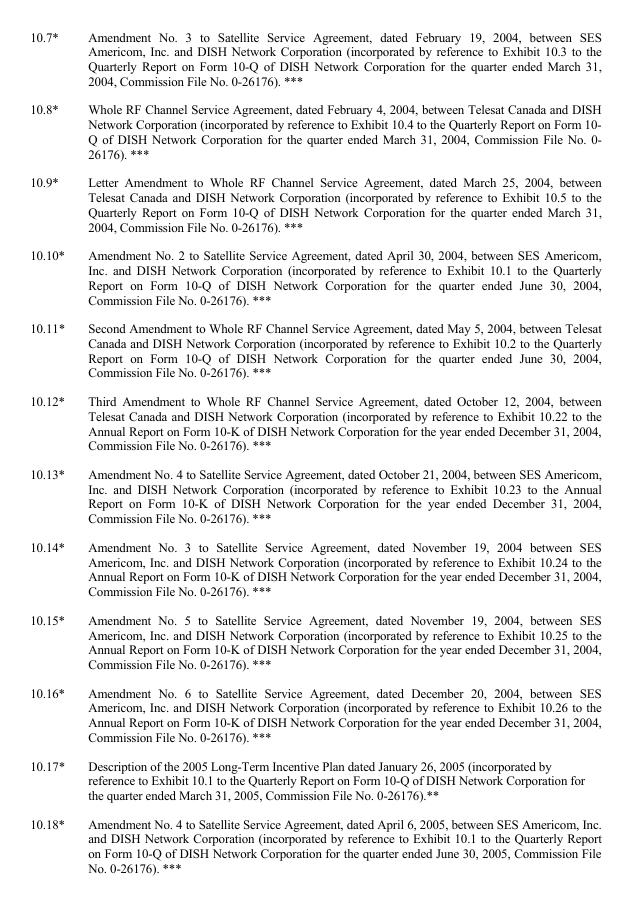 10.7* Amendment No. 3 to Satellite Service Agreement, dated February 19, 2004, between SES
Americom, Inc. and DISH Network Corporation (incorporated by reference to Exhibit 10.3 to the
Quarterly Report on Form 10-Q of DISH Network Corporation for the quarter ended March 31,
2004, Commission File No. 0-26176). ***
10.8* Whole RF Channel Service Agreement, dated February 4, 2004, between Telesat Canada and DISH
Network Corporation (incorporated by reference to Exhibit 10.4 to the Quarterly Report on Form 10-
Q of DISH Network Corporation for the quarter ended March 31, 2004, Commission File No. 0-
26176). ***
10.9* Letter Amendment to Whole RF Channel Service Agreement, dated March 25, 2004, between
Telesat Canada and DISH Network Corporation (incorporated by reference to Exhibit 10.5 to the
Quarterly Report on Form 10-Q of DISH Network Corporation for the quarter ended March 31,
2004, Commission File No. 0-26176). ***
10.10* Amendment No. 2 to Satellite Service Agreement, dated April 30, 2004, between SES Americom,
Inc. and DISH Network Corporation (incorporated by reference to Exhibit 10.1 to the Quarterly
Report on Form 10-Q of DISH Network Corporation for the quarter ended June 30, 2004,
Commission File No. 0-26176). ***
10.11* Second Amendment to Whole RF Channel Service Agreement, dated May 5, 2004, between Telesat
Canada and DISH Network Corporation (incorporated by reference to Exhibit 10.2 to the Quarterly
Report on Form 10-Q of DISH Network Corporation for the quarter ended June 30, 2004,
Commission File No. 0-26176). ***
10.12* Third Amendment to Whole RF Channel Service Agreement, dated October 12, 2004, between
Telesat Canada and DISH Network Corporation (incorporated by reference to Exhibit 10.22 to the
Annual Report on Form 10-K of DISH Network Corporation for the year ended December 31, 2004,
Commission File No. 0-26176). ***
10.13* Amendment No. 4 to Satellite Service Agreement, dated October 21, 2004, between SES Americom,
Inc. and DISH Network Corporation (incorporated by reference to Exhibit 10.23 to the Annual
Report on Form 10-K of DISH Network Corporation for the year ended December 31, 2004,
Commission File No. 0-26176). ***
10.14* Amendment No. 3 to Satellite Service Agreement, dated November 19, 2004 between SES
Americom, Inc. and DISH Network Corporation (incorporated by reference to Exhibit 10.24 to the
Annual Report on Form 10-K of DISH Network Corporation for the year ended December 31, 2004,
Commission File No. 0-26176). ***
10.15* Amendment No. 5 to Satellite Service Agreement, dated November 19, 2004, between SES
Americom, Inc. and DISH Network Corporation (incorporated by reference to Exhibit 10.25 to the
Annual Report on Form 10-K of DISH Network Corporation for the year ended December 31, 2004,
Commission File No. 0-26176). ***
10.16* Amendment No. 6 to Satellite Service Agreement, dated December 20, 2004, between SES
Americom, Inc. and DISH Network Corporation (incorporated by reference to Exhibit 10.26 to the
Annual Report on Form 10-K of DISH Network Corporation for the year ended December 31, 2004,
Commission File No. 0-26176). ***
10.17* Description of the 2005 Long-Term Incentive Plan dated January 26, 2005 (incorporated by
reference to Exhibit 10.1 to the Quarterly Report on Form 10-Q of DISH Network Corporation for
the quarter ended March 31, 2005, Commission File No. 0-26176).**
10.18* Amendment No. 4 to Satellite Service Agreement, dated April 6, 2005, between SES Americom, Inc.
and DISH Network Corporation (incorporated by reference to Exhibit 10.1 to the Quarterly Report
on Form 10-Q of DISH Network Corporation for the quarter ended June 30, 2005, Commission File
No. 0-26176). ***